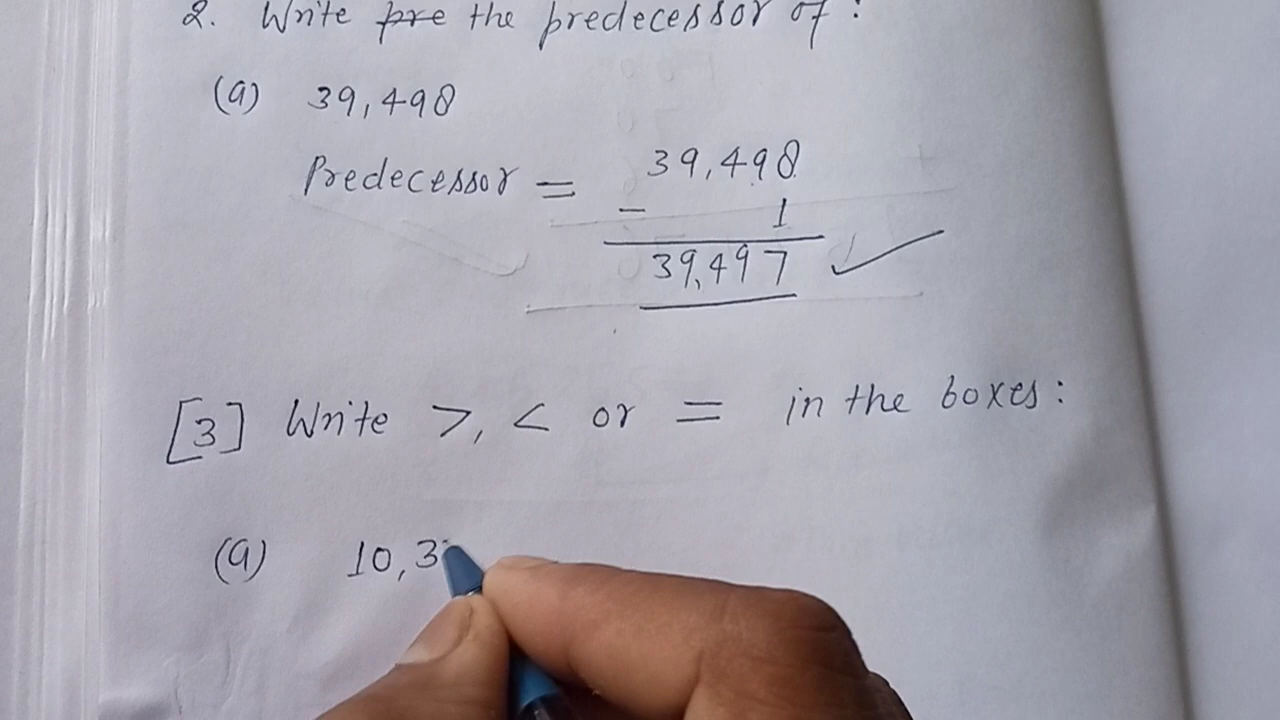 2. Write pre the predecessor of :
(a) 39,498
Predecessor = 39,498
- 1
39,497 ✓
[3] Write >, < or = in the boxes :
(a) 10,3